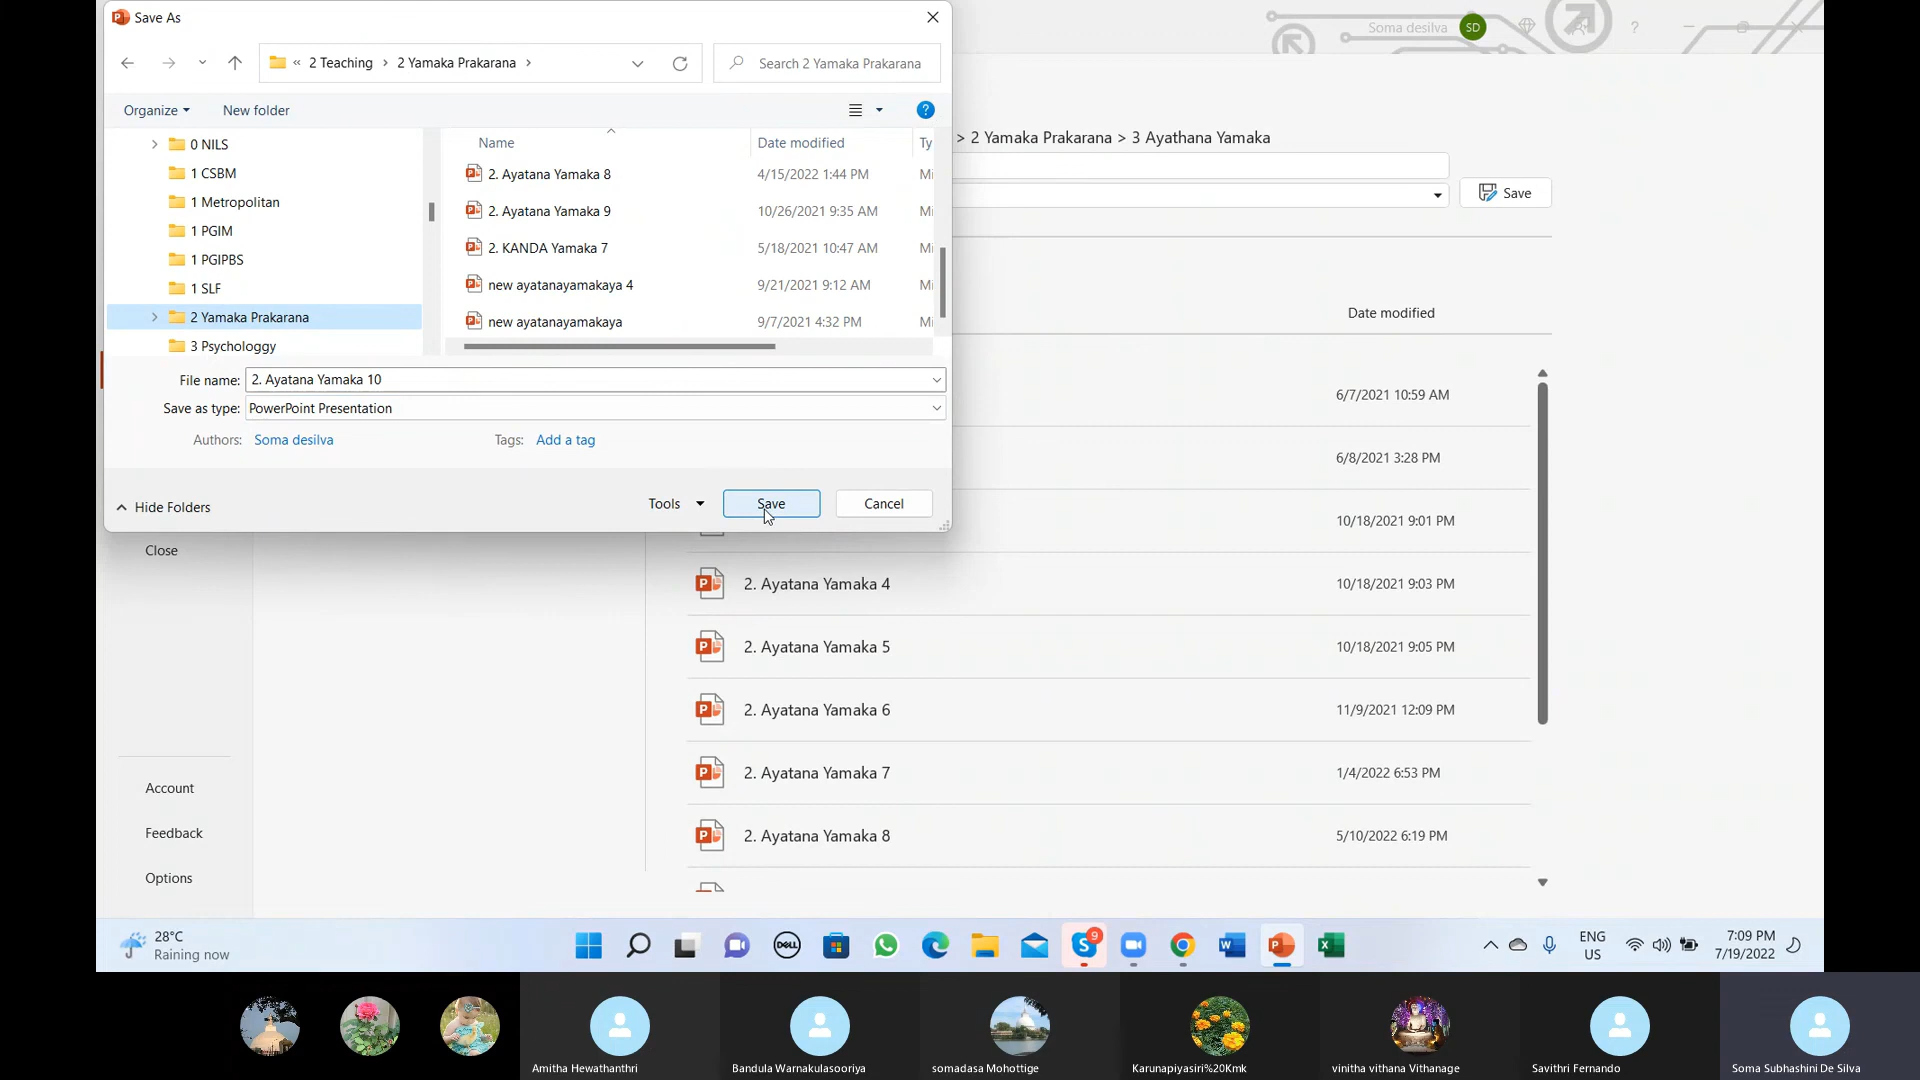 Save As
Soma desilva SD ?
« 2 Teaching > 2 Yamaka Prakarana >
Search 2 Yamaka Prakarana
Organize New folder ?
0 NILS
1 CSBM
1 Metropolitan
1 PGIM
1 PGIPBS
1 SLF
2 Yamaka Prakarana
3 Psychologgy
Name Date modified Ty
2. Ayatana Yamaka 8 4/15/2022 1:44 PM Mi
2. Ayatana Yamaka 9 10/26/2021 9:35 AM Mi
2. KANDA Yamaka 7 5/18/2021 10:47 AM Mi
new ayatanayamakaya 4 9/21/2021 9:12 AM Mi
new ayatanayamakaya 9/7/2021 4:32 PM Mi
File name: 2. Ayatana Yamaka 10
Save as type: PowerPoint Presentation
Authors: Soma desilva Tags: Add a tag
Hide Folders Tools Save Cancel
> 2 Yamaka Prakarana > 3 Ayathana Yamaka
Save
Date modified
6/7/2021 10:59 AM
6/8/2021 3:28 PM
10/18/2021 9:01 PM
2. Ayatana Yamaka 4 10/18/2021 9:03 PM
2. Ayatana Yamaka 5 10/18/2021 9:05 PM
2. Ayatana Yamaka 6 11/9/2021 12:09 PM
2. Ayatana Yamaka 7 1/4/2022 6:53 PM
2. Ayatana Yamaka 8 5/10/2022 6:19 PM
Close
Account
Feedback
Options
28°C
Raining now
DELL
9
ENG
US
7:09 PM
7/19/2022
Amitha Hewathanthri
Bandula Warnakulasooriya
somadasa Mohottige
Karunapiyasiri%20Kmk
vinitha vithana Vithanage
Savithri Fernando
Soma Subhashini De Silva